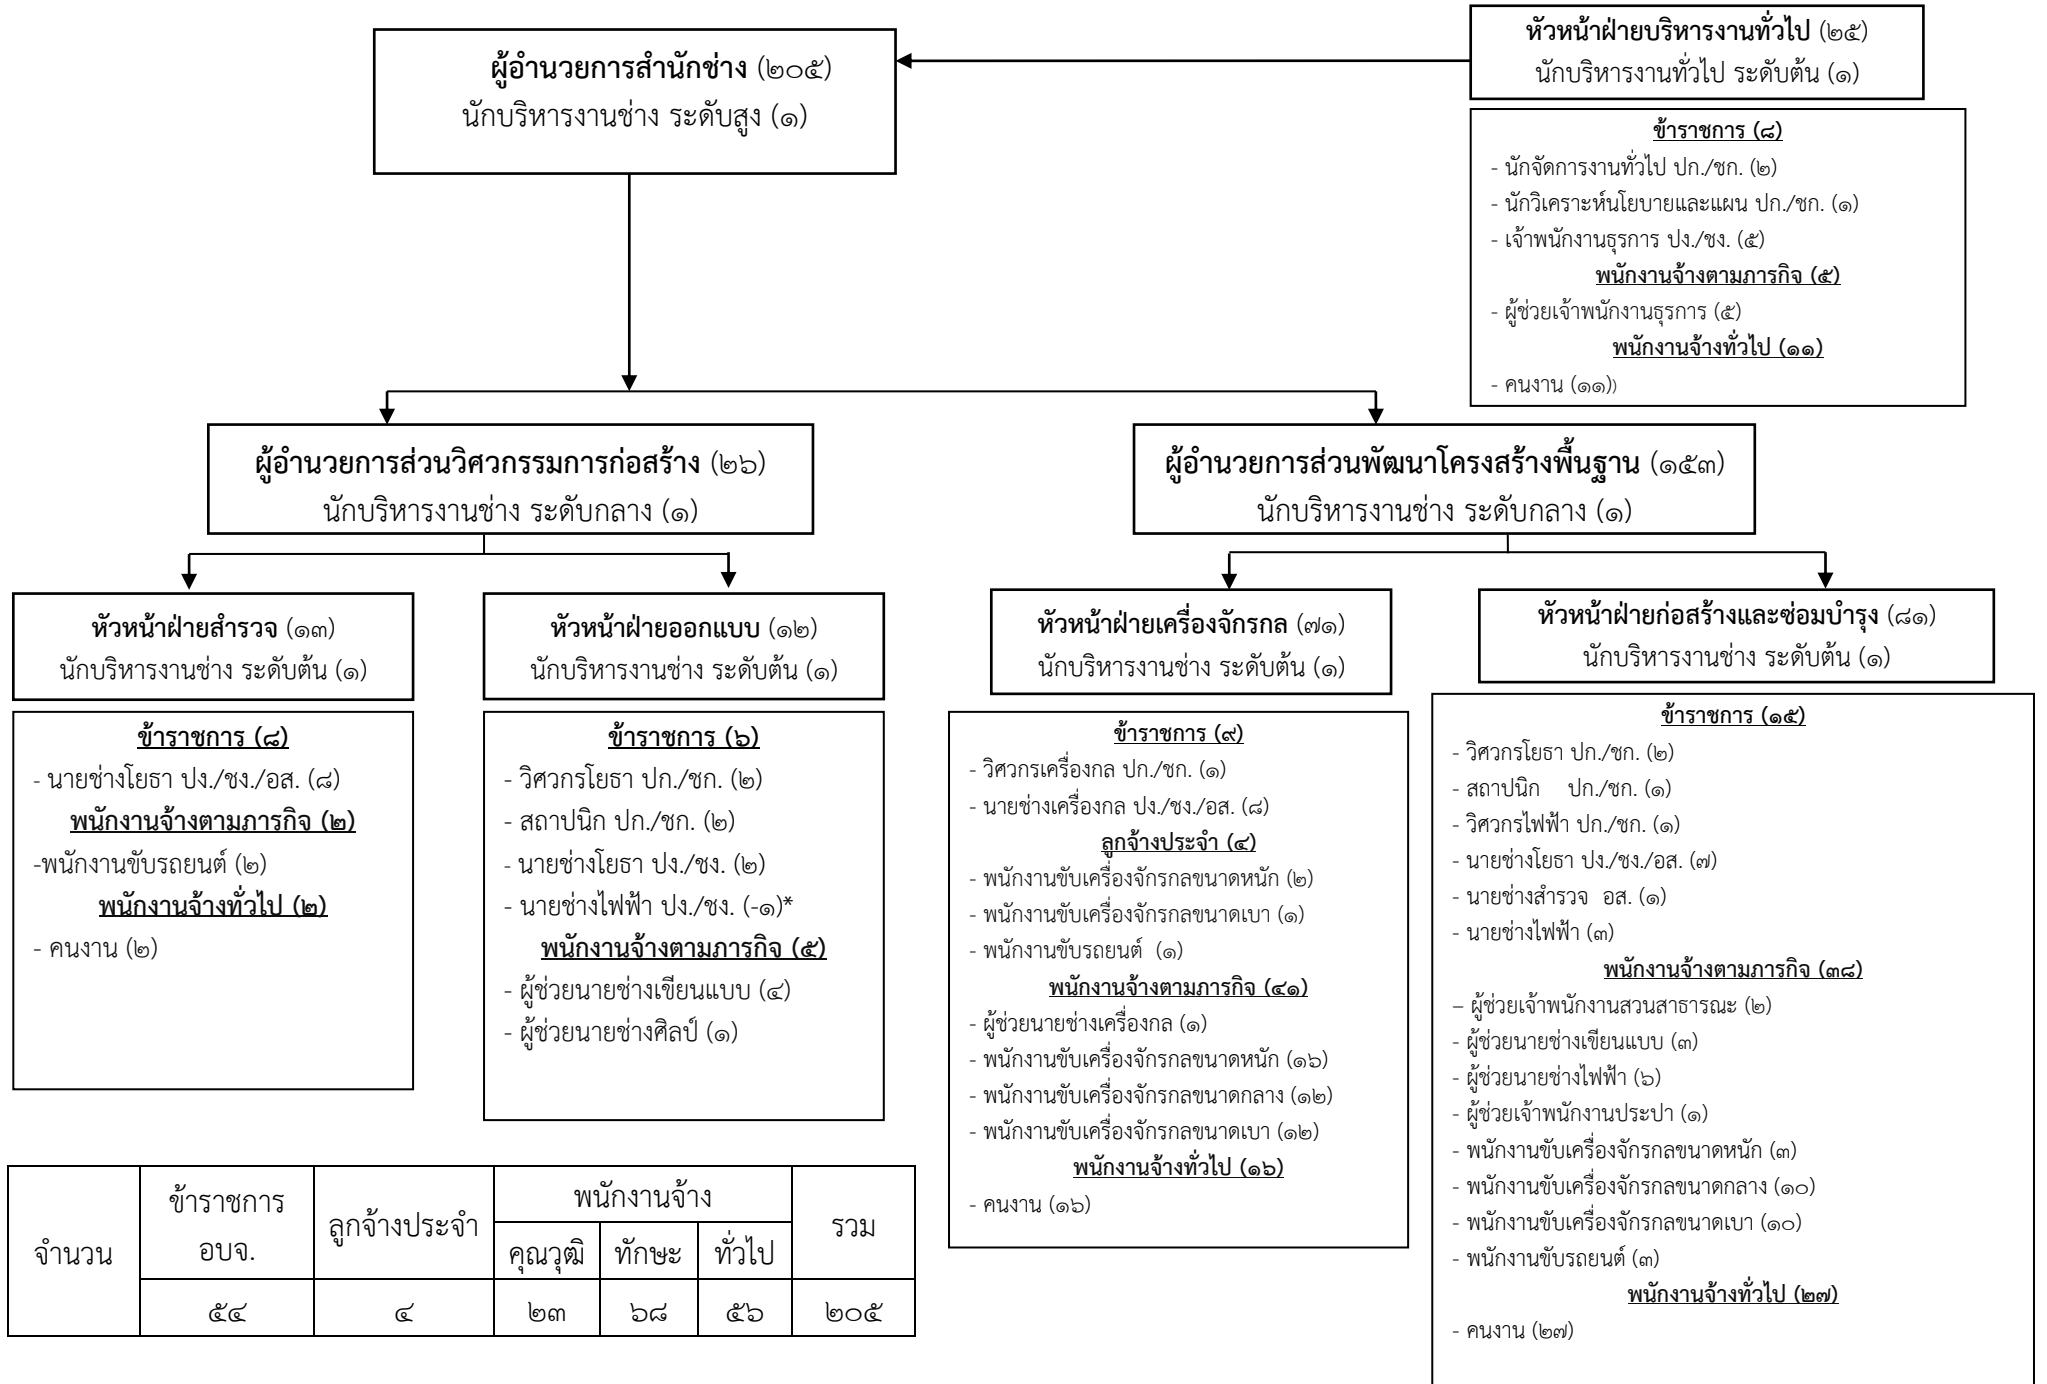 ผู้อำนวยการสำนักช่าง (๒๐๕)
นักบริหารงานช่าง ระดับสูง (๑)
หัวหน้าฝ่ายบริหารงานทั่วไป (๒๕)
นักบริหารงานทั่วไป ระดับต้น (๑)
ข้าราชการ (๘)
- นักจัดการงานทั่วไป ปก./ชก. (๒)
- นักวิเคราะห์นโยบายและแผน ปก./ชก. (๑)
- เจ้าพนักงานธุรการ ปง./ชง. (๕)
พนักงานจ้างตามภารกิจ (๕)
- ผู้ช่วยเจ้าพนักงานธุรการ (๕)
พนักงานจ้างทั่วไป (๑๑)
- คนงาน (๑๑))
ผู้อำนวยการส่วนวิศวกรรมการก่อสร้าง (๒๖)
นักบริหารงานช่าง ระดับกลาง (๑)
ผู้อำนวยการส่วนพัฒนาโครงสร้างพื้นฐาน (๑๕๓)
นักบริหารงานช่าง ระดับกลาง (๑)
หัวหน้าฝ่ายสำรวจ (๑๓)
นักบริหารงานช่าง ระดับต้น (๑)
ข้าราชการ (๘)
- นายช่างโยธา ปง./ชง./อส. (๘)
พนักงานจ้างตามภารกิจ (๒)
-พนักงานขับรถยนต์ (๒)
พนักงานจ้างทั่วไป (๒)
- คนงาน (๒)
หัวหน้าฝ่ายออกแบบ (๑๒)
นักบริหารงานช่าง ระดับต้น (๑)
ข้าราชการ (๖)
- วิศวกรโยธา ปก./ชก. (๒)
- สถาปนิก ปก./ชก. (๒)
- นายช่างโยธา ปง./ชง. (๒)
- นายช่างไฟฟ้า ปง./ชง. (-๑)*
พนักงานจ้างตามภารกิจ (๕)
- ผู้ช่วยนายช่างเขียนแบบ (๔)
- ผู้ช่วยนายช่างศิลป์ (๑)
หัวหน้าฝ่ายเครื่องจักรกล (๗๑)
นักบริหารงานช่าง ระดับต้น (๑)
ข้าราชการ (๙)
- วิศวกรเครื่องกล ปก./ชก. (๑)
- นายช่างเครื่องกล ปง./ชง./อส. (๘)
ลูกจ้างประจำ (๔)
- พนักงานขับเครื่องจักรกลขนาดหนัก (๒)
- พนักงานขับเครื่องจักรกลขนาดเบา (๑)
- พนักงานขับรถยนต์ (๑)
พนักงานจ้างตามภารกิจ (๔๑)
- ผู้ช่วยนายช่างเครื่องกล (๑)
- พนักงานขับเครื่องจักรกลขนาดหนัก (๑๖)
- พนักงานขับเครื่องจักรกลขนาดกลาง (๑๒)
- พนักงานขับเครื่องจักรกลขนาดเบา (๑๒)
พนักงานจ้างทั่วไป (๑๖)
- คนงาน (๑๖)
หัวหน้าฝ่ายก่อสร้างและซ่อมบำรุง (๘๑)
นักบริหารงานช่าง ระดับต้น (๑)
ข้าราชการ (๑๕)
- วิศวกรโยธา ปก./ชก. (๒)
- สถาปนิก ปก./ชก. (๑)
- วิศวกรไฟฟ้า ปก./ชก. (๑)
- นายช่างโยธา ปง./ชง./อส. (๗)
- นายช่างสำรวจ อส. (๑)
- นายช่างไฟฟ้า (๓)
พนักงานจ้างตามภารกิจ (๓๘)
– ผู้ช่วยเจ้าพนักงานสวนสาธารณะ (๒)
- ผู้ช่วยนายช่างเขียนแบบ (๓)
- ผู้ช่วยนายช่างไฟฟ้า (๖)
- ผู้ช่วยเจ้าพนักงานประปา (๑)
- พนักงานขับเครื่องจักรกลขนาดหนัก (๓)
- พนักงานขับเครื่องจักรกลขนาดกลาง (๑๐)
- พนักงานขับเครื่องจักรกลขนาดเบา (๑๐)
- พนักงานขับรถยนต์ (๓)
พนักงานจ้างทั่วไป (๒๗)
- คนงาน (๒๗)
จำนวน
ข้าราชการ
อบจ.
ลูกจ้างประจำ
พนักงานจ้าง
รวม
คุณวุฒิ ทักษะ ทั่วไป
๕๔ ๔ ๒๓ ๖๘ ๕๖ ๒๐๕